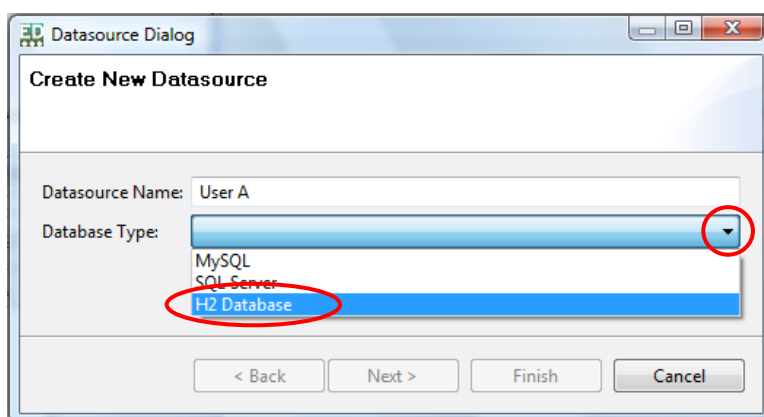 Datasource Dialog
Create New Datasource
Datasource Name: User A
Database Type:
MySQL
SQL Server
H2 Database
< Back Next > Finish Cancel